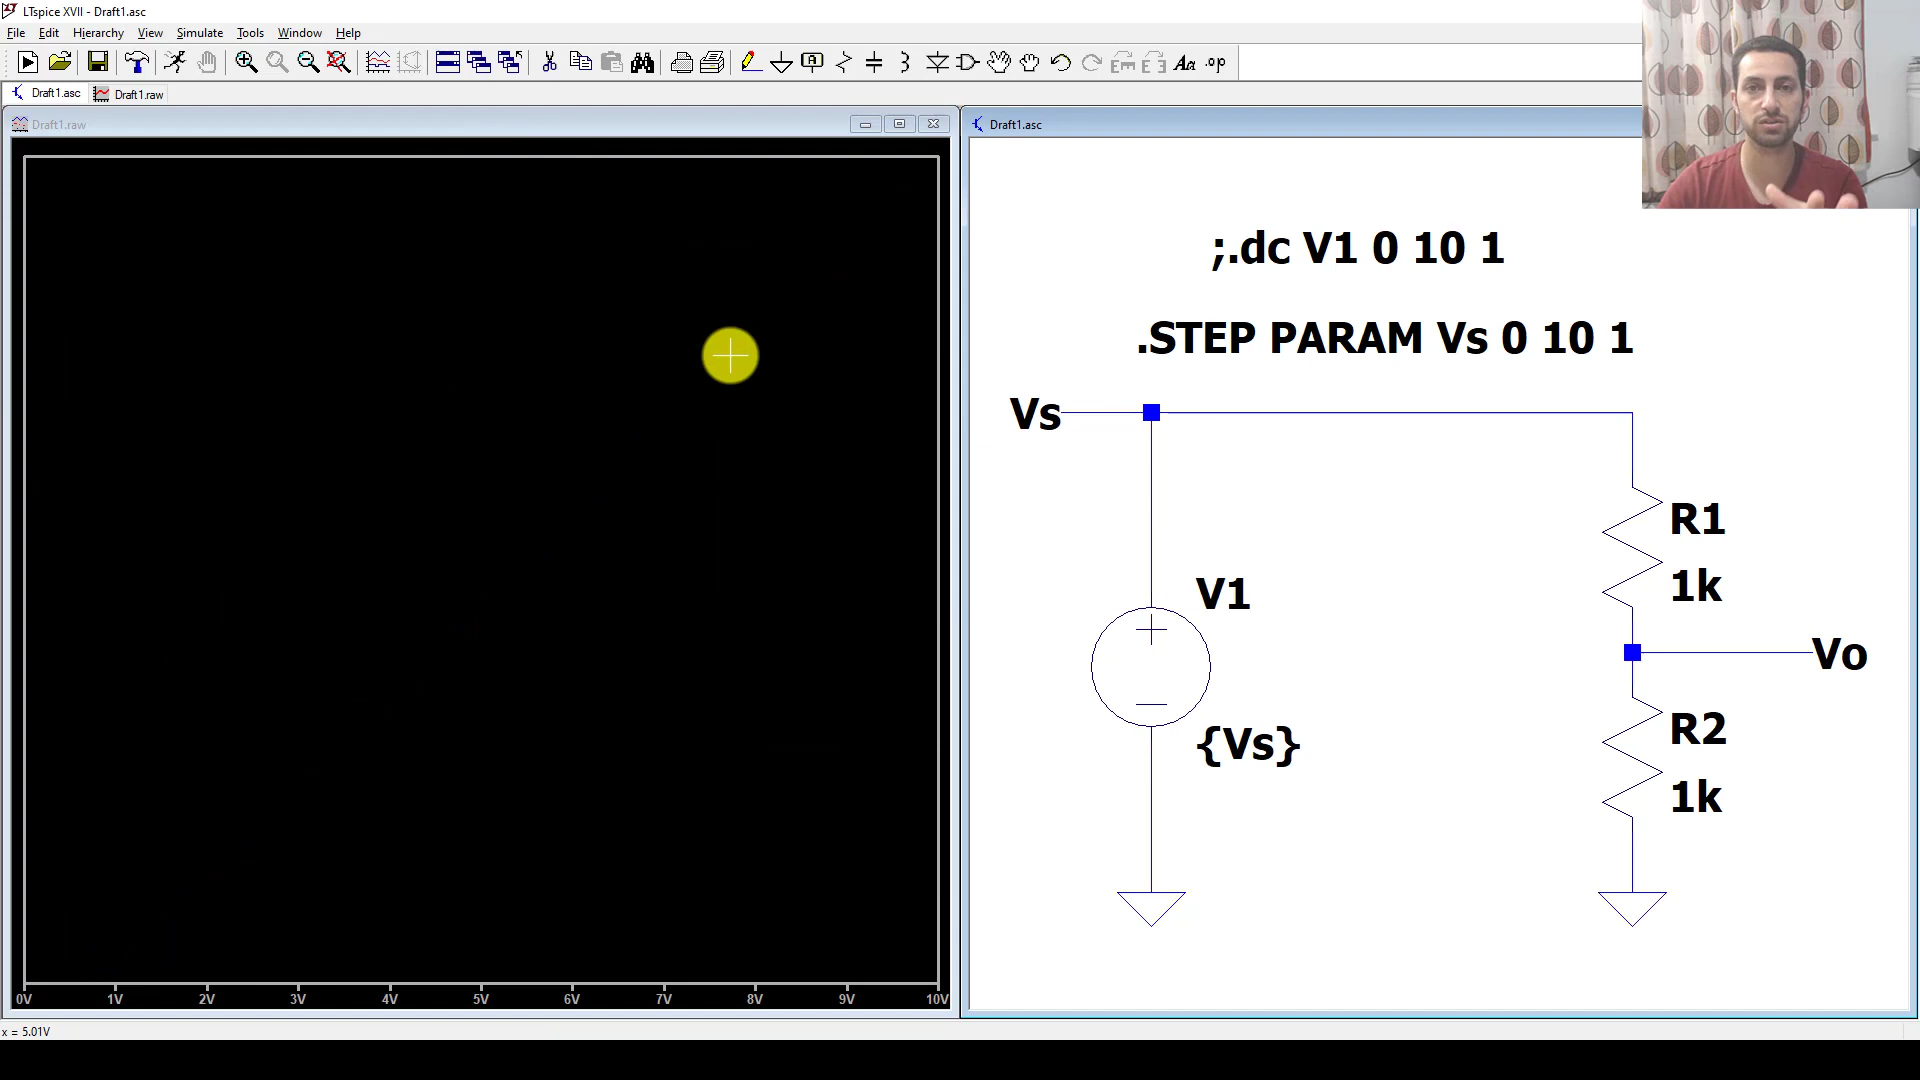 LTspice XVII - Draft1.asc
File Edit Hierarchy View Simulate Tools Window Help
A Aa .op
Draft1.asc Draft1.raw
Draft1.raw
Draft1.asc
;.dc V1 0 10 1
.STEP PARAM Vs 0 10 1
Vs
R1
1k
V1
{Vs}
Vo
R2
1k
0V 1V 2V 3V 4V 5V 6V 7V 8V 9V 10V
x = 5.01V